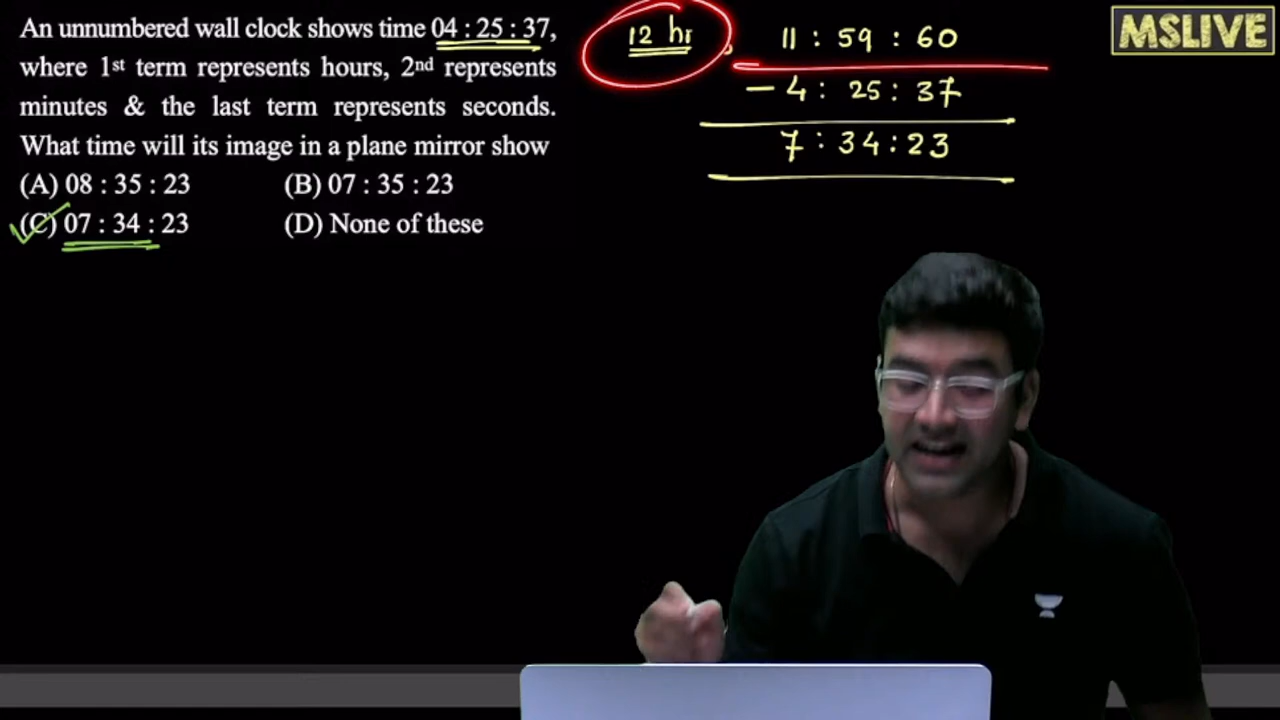 An unnumbered wall clock shows time 04 : 25 : 37,
where 1st term represents hours, 2nd represents
minutes & the last term represents seconds.
What time will its image in a plane mirror show
(A) 08 : 35 : 23 (B) 07 : 35 : 23
(C) 07 : 34 : 23 (D) None of these
12 hr
11 : 59 : 60
- 4 : 25 : 37
7 : 34 : 23
MSLIVE